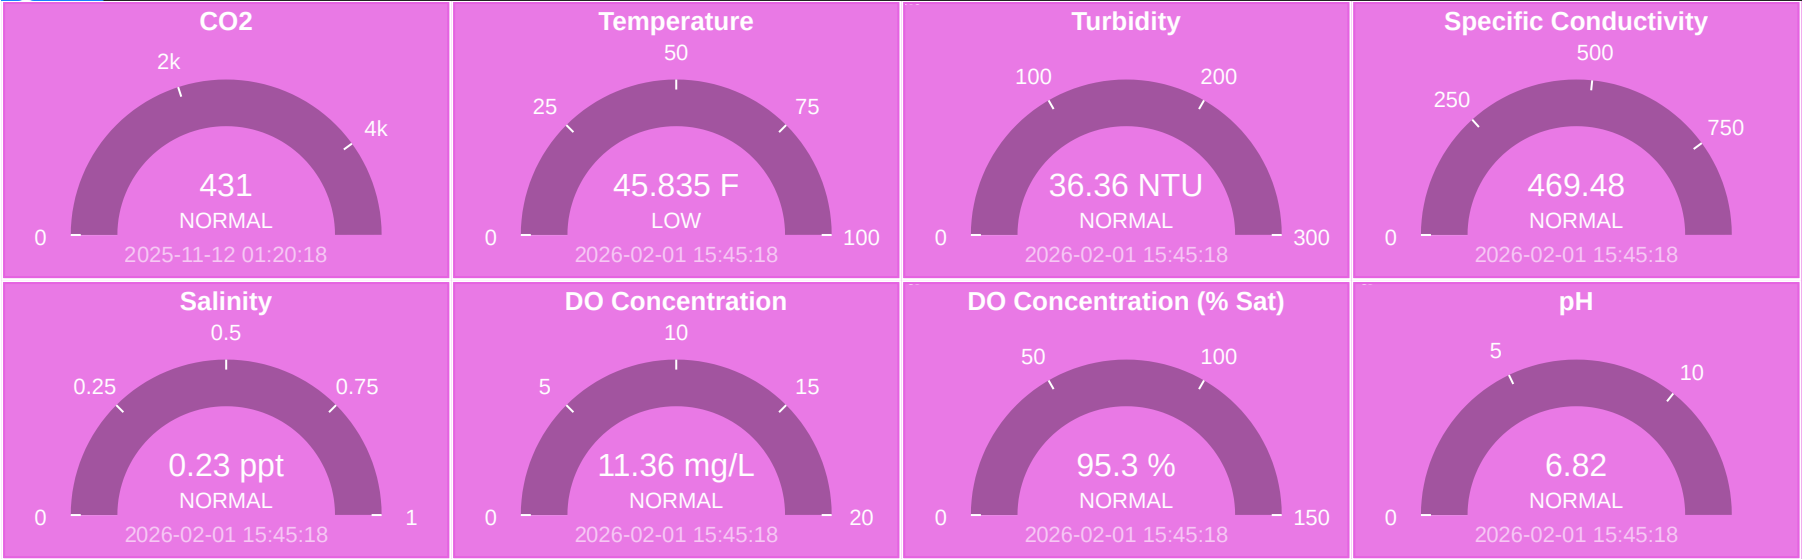 CO2
2k
4k
0
431
NORMAL
2025-11-12 01:20:18
Temperature
50
25
75
0
100
45.835 F
LOW
2026-02-01 15:45:18
Turbidity
100
200
0
300
36.36 NTU
NORMAL
2026-02-01 15:45:18
Specific Conductivity
500
250
750
0
469.48
NORMAL
2026-02-01 15:45:18
Salinity
0.5
0.25
0.75
0
1
0.23 ppt
NORMAL
2026-02-01 15:45:18
DO Concentration
10
5
15
0
20
11.36 mg/L
NORMAL
2026-02-01 15:45:18
DO Concentration (% Sat)
50
100
0
150
95.3 %
NORMAL
2026-02-01 15:45:18
pH
5
10
0
6.82
NORMAL
2026-02-01 15:45:18